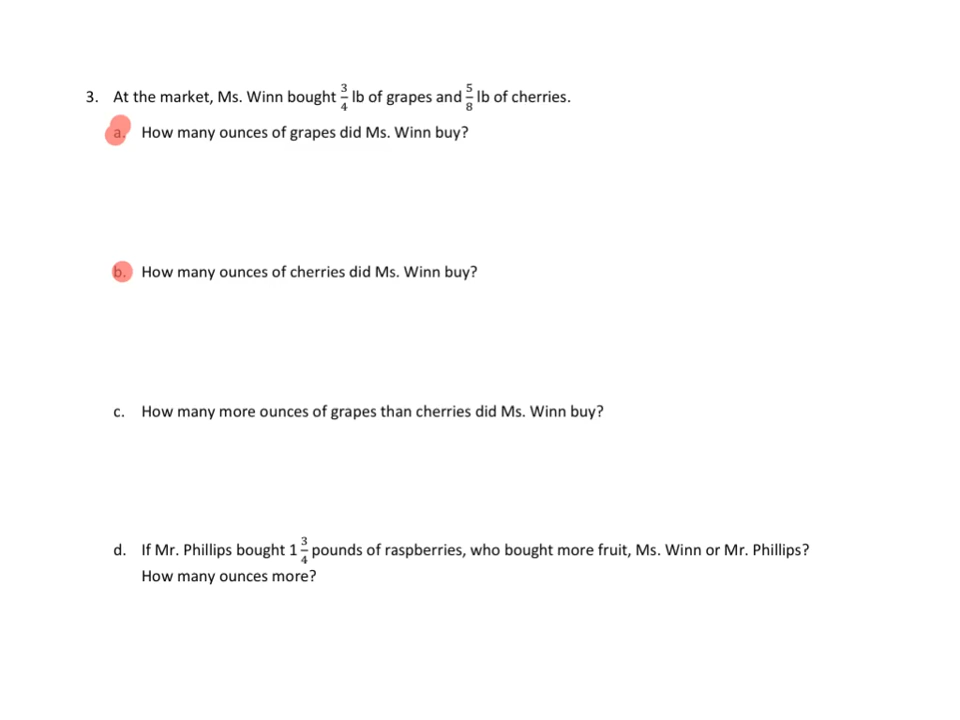 3. At the market, Ms. Winn bought 3/4 lb of grapes and 5/8 lb of cherries.
a. How many ounces of grapes did Ms. Winn buy?
b. How many ounces of cherries did Ms. Winn buy?
c. How many more ounces of grapes than cherries did Ms. Winn buy?
d. If Mr. Phillips bought 1 3/4 pounds of raspberries, who bought more fruit, Ms. Winn or Mr. Phillips?
How many ounces more?